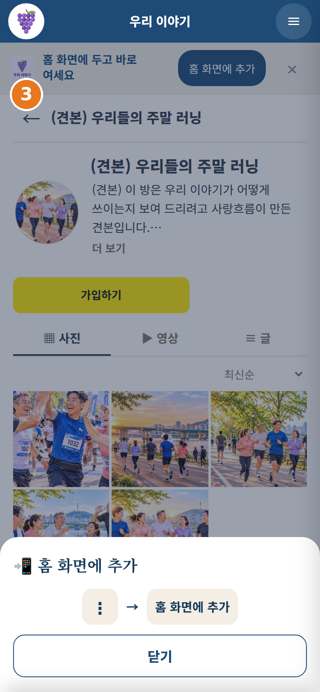 우리 이야기
홈 화면에 두고 바로
여세요
홈 화면에 추가
3
(견본) 우리들의 주말 러닝
(견본) 우리들의 주말 러닝
(견본) 이 방은 우리 이야기가 어떻게
쓰이는지 보여 드리려고 사랑흐름이 만든
견본입니다.…
더 보기
가입하기
사진
영상
글
최신순
홈 화면에 추가
⋮ → 홈 화면에 추가
닫기